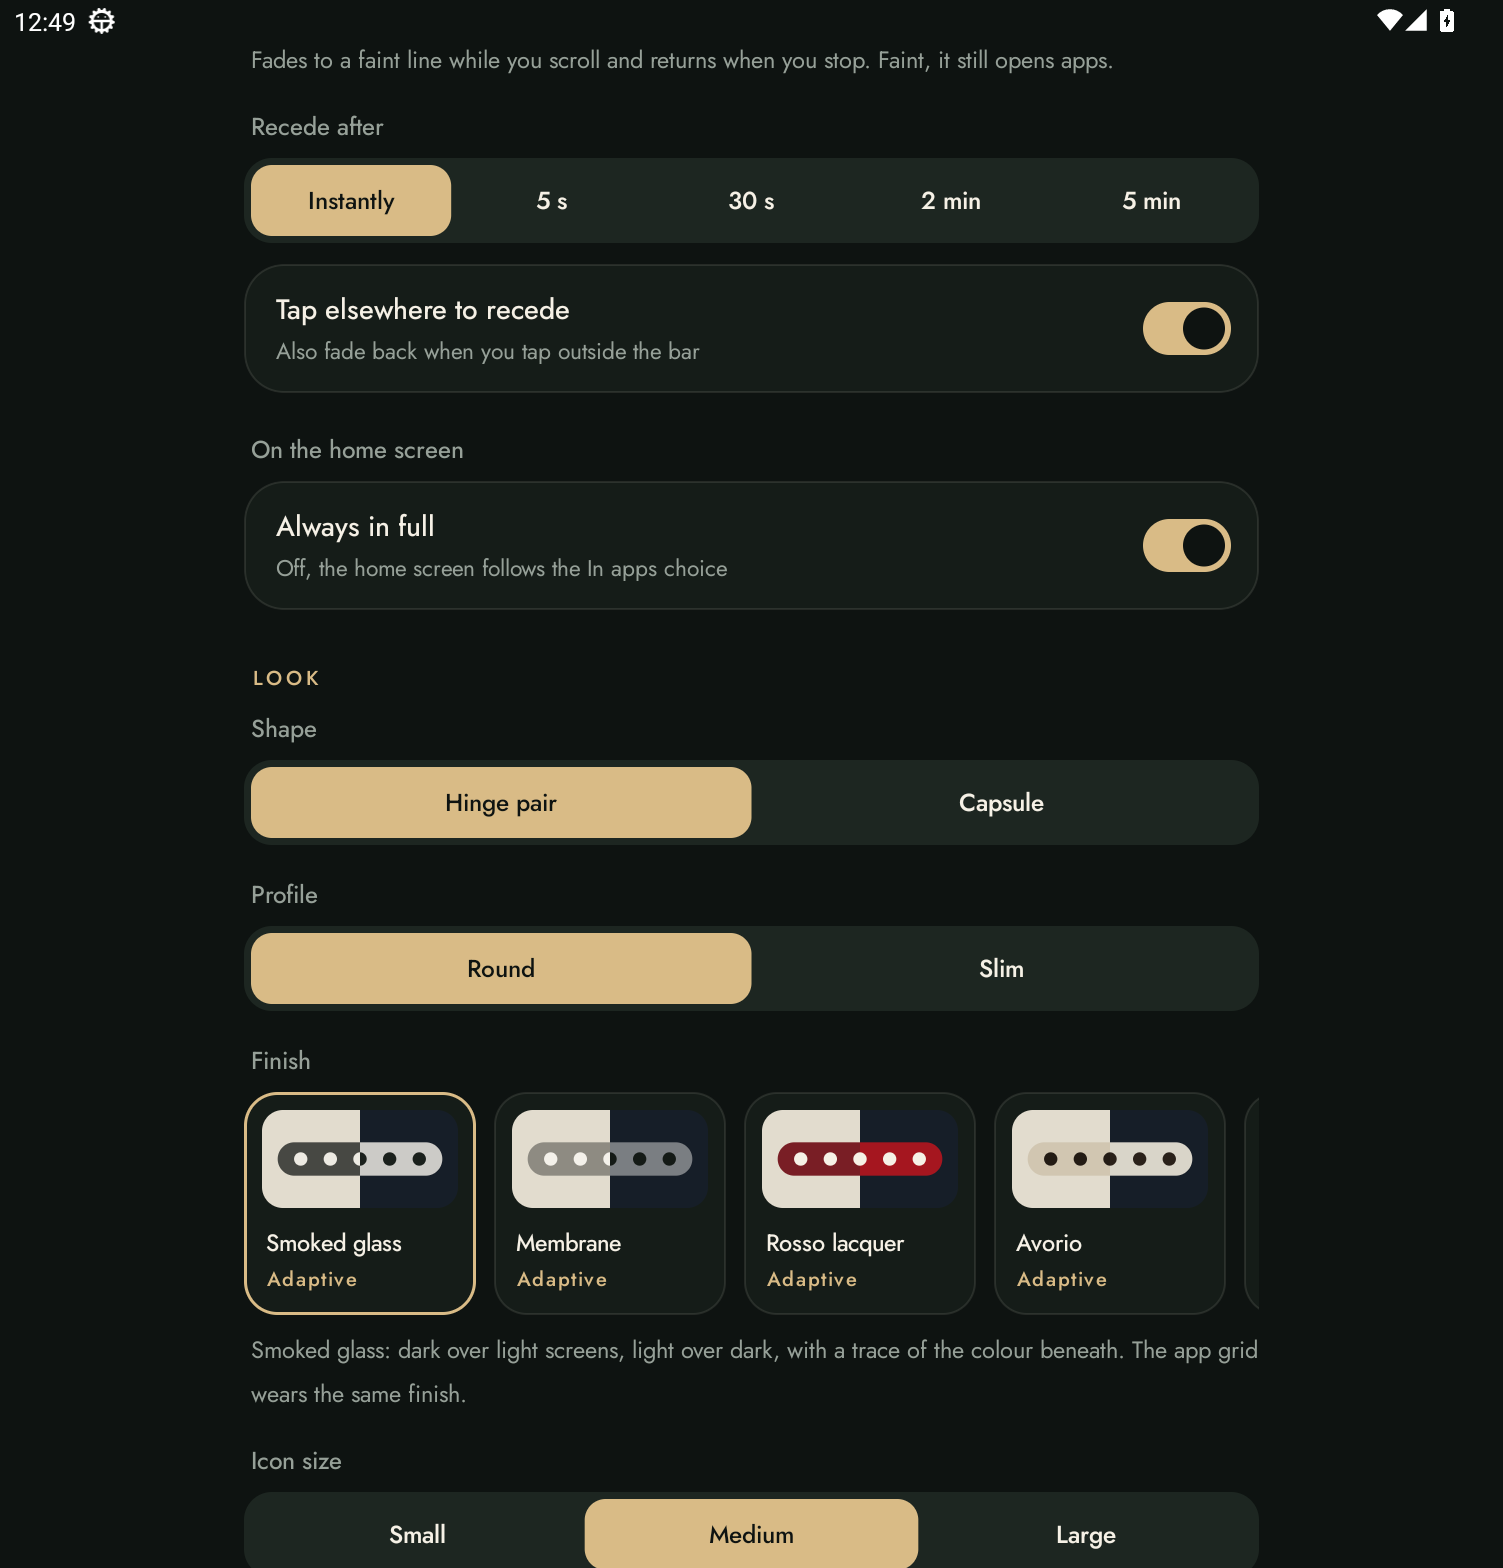 12:49
Fades to a faint line while you scroll and returns when you stop. Faint, it still opens apps.
Recede after
Instantly 5 s 30 s 2 min 5 min
Tap elsewhere to recede
Also fade back when you tap outside the bar
On the home screen
Always in full
Off, the home screen follows the In apps choice
LOOK
Shape
Hinge pair Capsule
Profile
Round Slim
Finish
Smoked glass Membrane Rosso lacquer Avorio
Adaptive Adaptive Adaptive Adaptive
Smoked glass: dark over light screens, light over dark, with a trace of the colour beneath. The app grid
wears the same finish.
Icon size
Small Medium Large